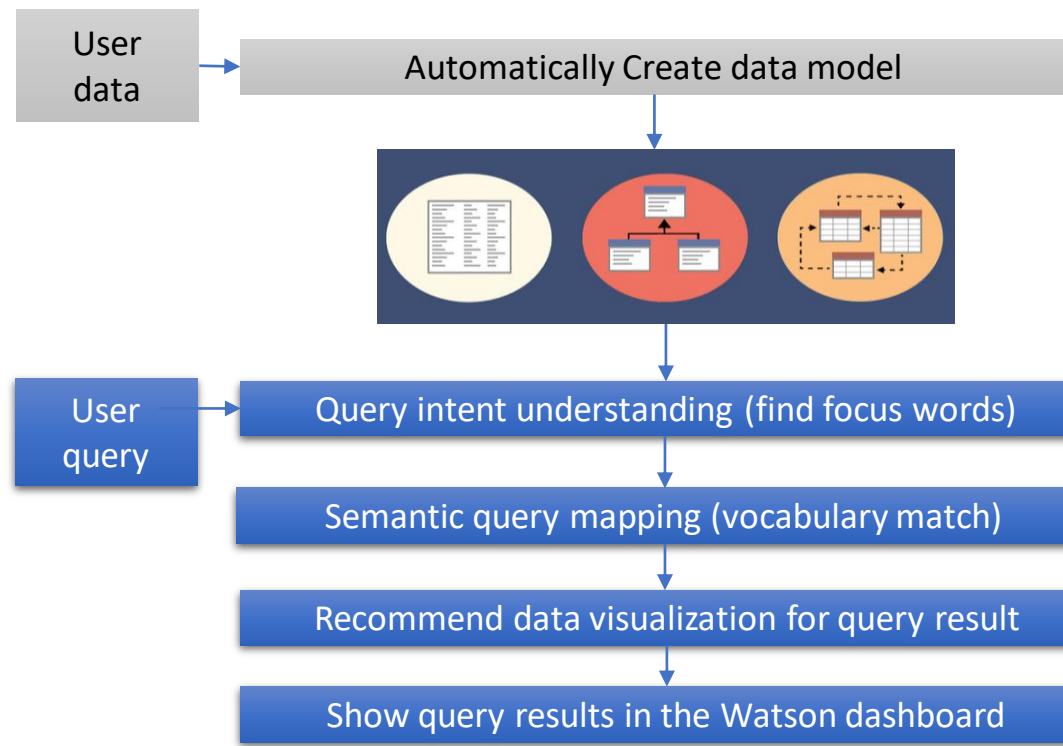 User
data
Automatically Create data model
User
query
Query intent understanding (find focus words)
Semantic query mapping (vocabulary match)
Recommend data visualization for query result
Show query results in the Watson dashboard